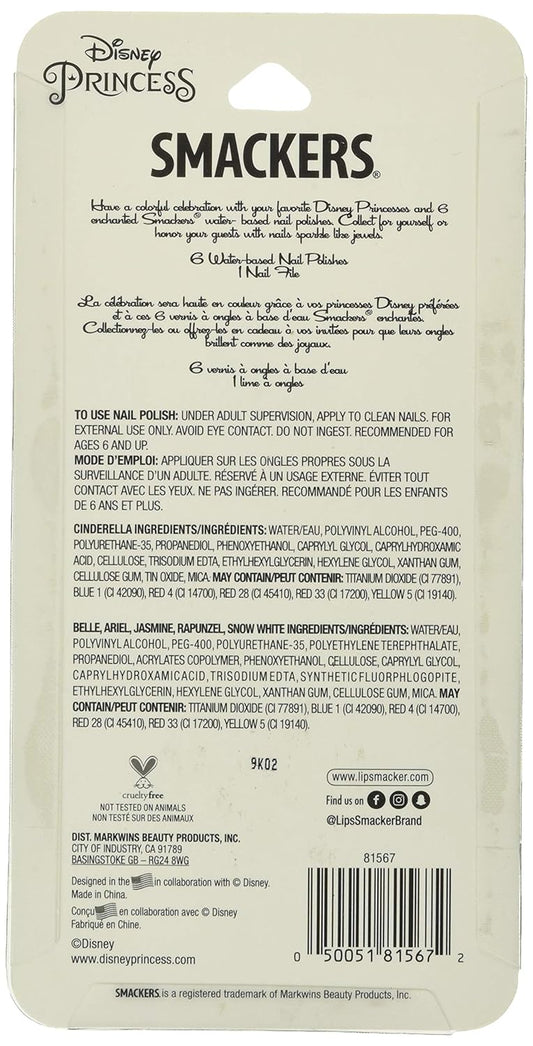 Disney
PRINCESS
SMACKERS®
Have a colorful celebration with your favorite Disney Princesses and 6
enchanted Smackers® water- based nail polishes. Collect for yourself or
honor your guests with nails sparkle like jewels.
6 Water-based Nail Polishes
1 Nail File
La célébration sera haute en couleur grâce à vos princesses Disney préférées
et à ces 6 vernis à ongles à base d'eau Smackers® enchantés.
Collectionnez-les ou offrez-les en cadeau à vos invitées pour que leurs ongles
brillent comme des joyaux.
6 vernis à ongles à base d'eau
1 lime à ongles
TO USE NAIL POLISH: UNDER ADULT SUPERVISION, APPLY TO CLEAN NAILS. FOR
EXTERNAL USE ONLY. AVOID EYE CONTACT. DO NOT INGEST. RECOMMENDED FOR
AGES 6 AND UP.
MODE D'EMPLOI: APPLIQUER SUR LES ONGLES PROPRES SOUS LA
SURVEILLANCE D'UN ADULTE. RÉSERVÉ À UN USAGE EXTERNE. ÉVITER TOUT
CONTACT AVEC LES YEUX. NE PAS INGÉRER. RECOMMANDÉ POUR LES ENFANTS
DE 6 ANS ET PLUS.
CINDERELLA INGREDIENTS/INGRÉDIENTS: WATER/EAU, POLYVINYL ALCOHOL, PEG-400,
POLYURETHANE-35, PROPANEDIOL, PHENOXYETHANOL, CAPRYLYL GLYCOL, CAPRYLHYDROXAMIC
ACID, CELLULOSE, TRISODIUM EDTA, ETHYLHEXYLGLYCERIN, HEXYLENE GLYCOL, XANTHAN GUM,
CELLULOSE GUM, TIN OXIDE, MICA. MAY CONTAIN/PEUT CONTENIR: TITANIUM DIOXIDE (CI 77891),
BLUE 1 (CI 42090), RED 4 (CI 14700), RED 28 (CI 45410), RED 33 (CI 17200), YELLOW 5 (CI 19140).
BELLE, ARIEL, JASMINE, RAPUNZEL, SNOW WHITE INGREDIENTS/INGRÉDIENTS: WATER/EAU,
POLYVINYL ALCOHOL, PEG-400, POLYURETHANE-35, POLYETHYLENE TEREPHTHALATE,
PROPANEDIOL, ACRYLATES COPOLYMER, PHENOXYETHANOL, CELLULOSE, CAPRYLYL GLYCOL,
CAPRYLHYDROXAMIC ACID, TRISODIUM EDTA, SYNTHETIC FLUORPHLOGOPITE,
ETHYLHEXYLGLYCERIN, HEXYLENE GLYCOL, XANTHAN GUM, CELLULOSE GUM, MICA. MAY
CONTAIN/PEUT CONTENIR: TITANIUM DIOXIDE (CI 77891), BLUE 1 (CI 42090), RED 4 (CI 14700),
RED 28 (CI 45410), RED 33 (CI 17200), YELLOW 5 (CI 19140).
9K02
crueltyfree
NOT TESTED ON ANIMALS
NON TESTÉ SUR DES ANIMAUX
www.lipsmacker.com
Find us on
@LipsSmackerBrand
DIST. MARKWINS BEAUTY PRODUCTS, INC.
CITY OF INDUSTRY, CA 91789
BASINGSTOKE GB – RG24 8WG
Designed in the in collaboration with © Disney.
Made in China.
Conçu en collaboration avec © Disney
Fabriqué en Chine.
©Disney
www.disneyprincess.com
81567
0 50051 81567 2
SMACKERS. is a registered trademark of Markwins Beauty Products, Inc.